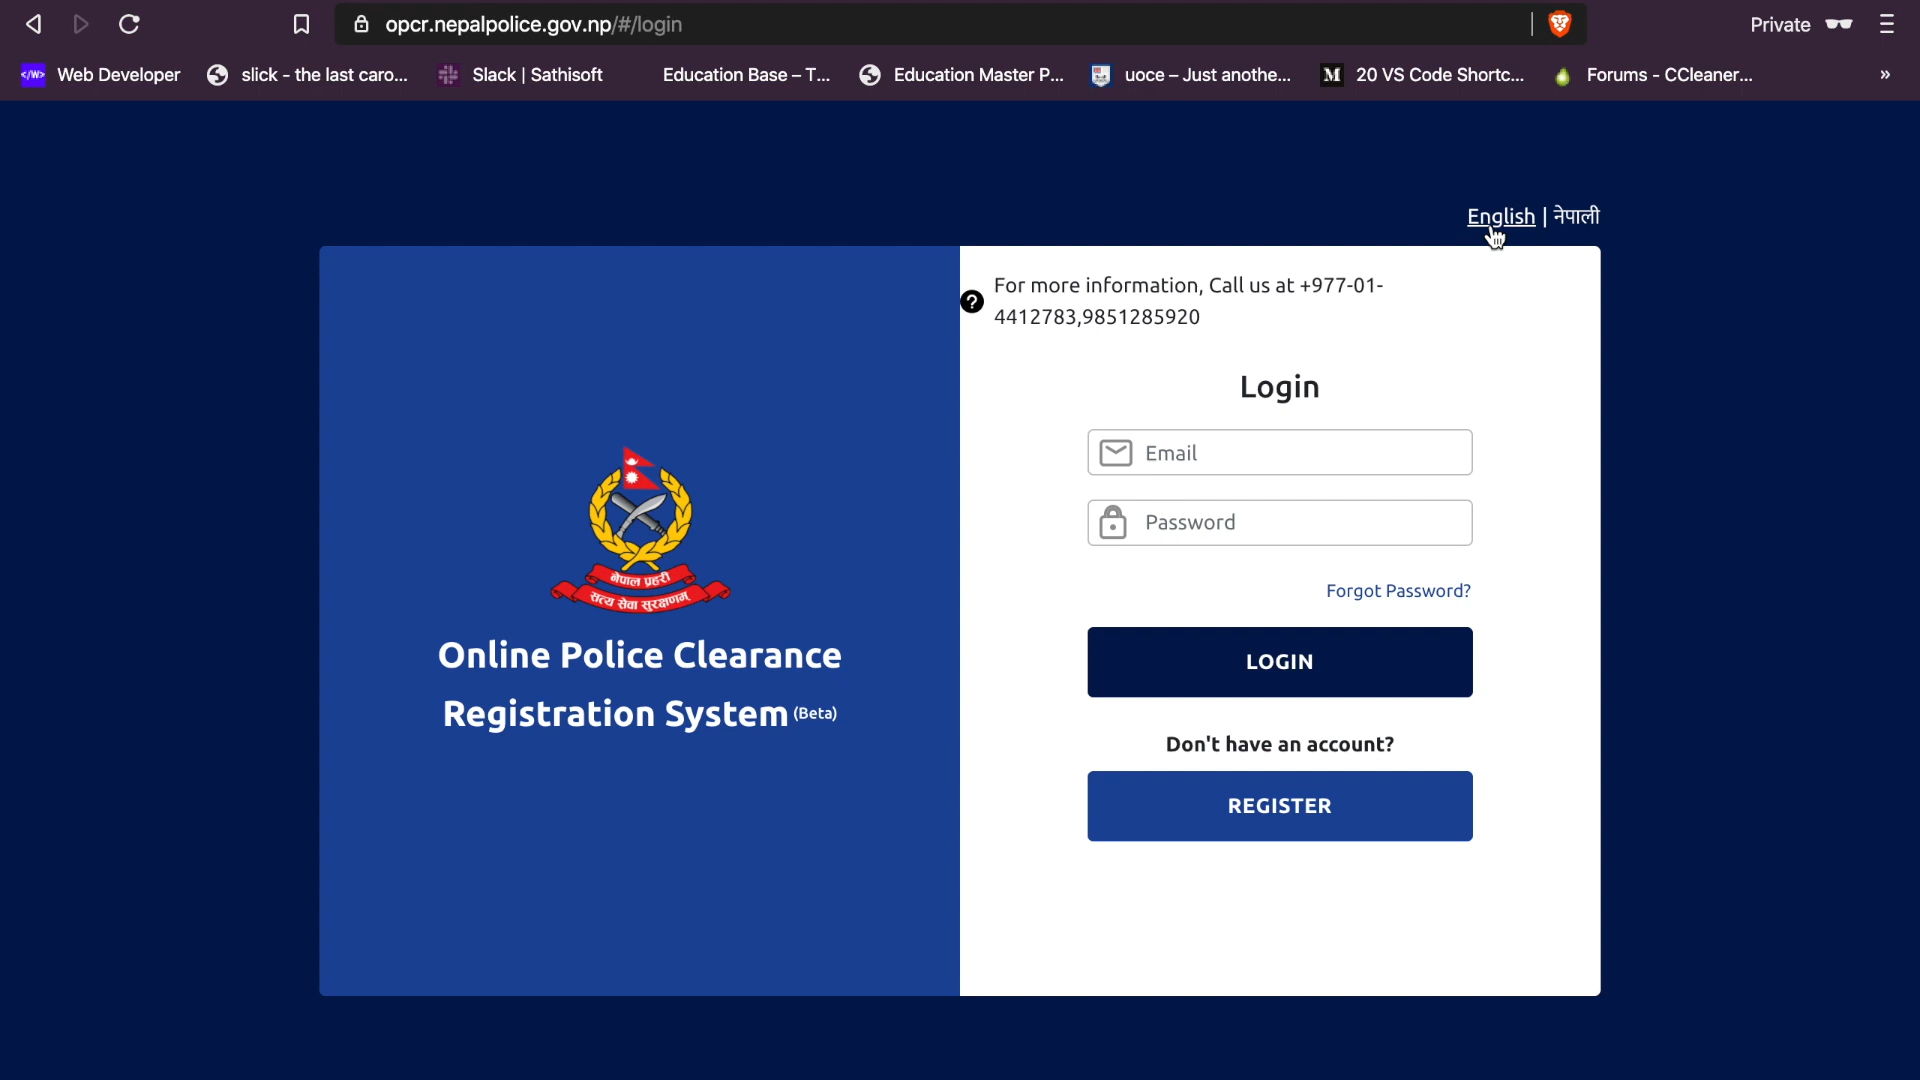 opcr.nepalpolice.gov.np/#/login
Private
Web Developer
slick - the last caro...
Slack | Sathisoft
Education Base – T...
Education Master P...
uoce – Just anothe...
M
20 VS Code Shortc...
Forums - CCleaner...
»
English | नेपाली
For more information, Call us at +977-01-
4412783,9851285920
Login
Email
Password
Forgot Password?
LOGIN
Don't have an account?
REGISTER
नेपाल प्रहरी
सत्य सेवा सुरक्षणम्
Online Police Clearance
Registration System (Beta)